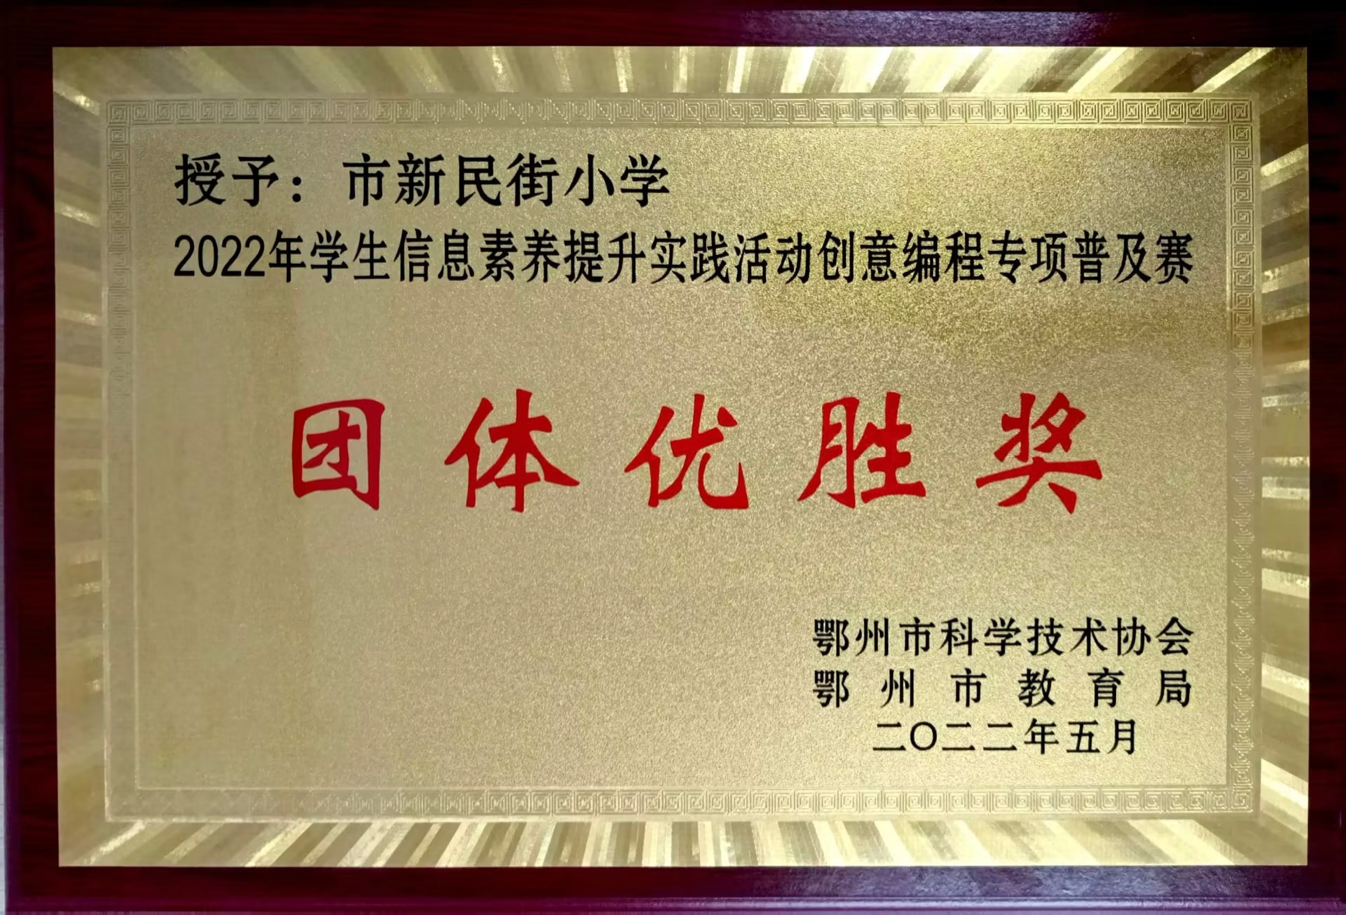 授予：市新民街小学
2022年学生信息素养提升实践活动创意编程专项普及赛
团体优胜奖
鄂州市科学技术协会
鄂州市教育局
二〇二二年五月